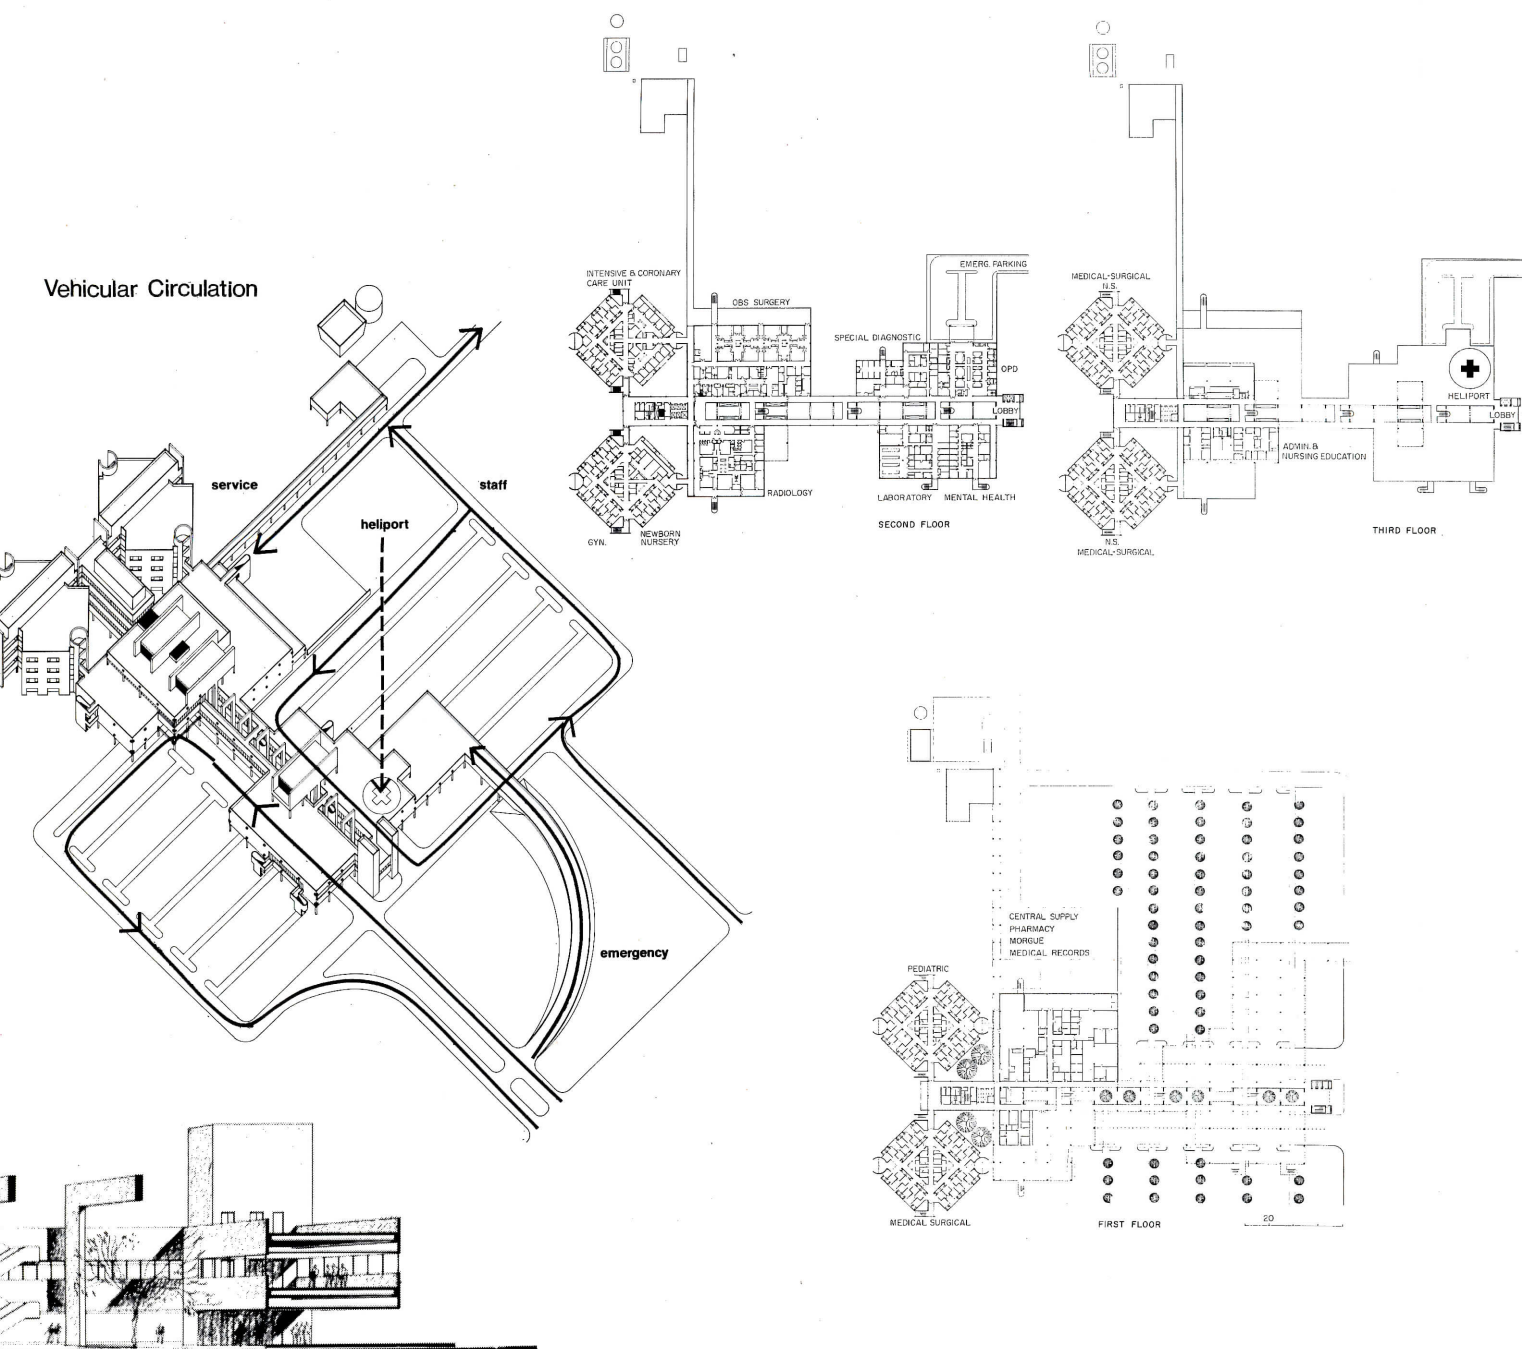 Vehicular Circulation
service
staff
heliport
emergency
INTENSIVE & CORONARY
CARE UNIT
OBS SURGERY
EMERG. PARKING
SPECIAL DIAGNOSTIC
OPD
LOBBY
RADIOLOGY
LABORATORY
MENTAL HEALTH
GYN.
NEWBORN
NURSERY
SECOND FLOOR
MEDICAL-SURGICAL
N.S.
HELIPORT
LOBBY
ADMIN. &
NURSING EDUCATION
N.S.
MEDICAL-SURGICAL
THIRD FLOOR
CENTRAL SUPPLY
PHARMACY
MORGUE
MEDICAL RECORDS
PEDIATRIC
MEDICAL SURGICAL
FIRST FLOOR
20